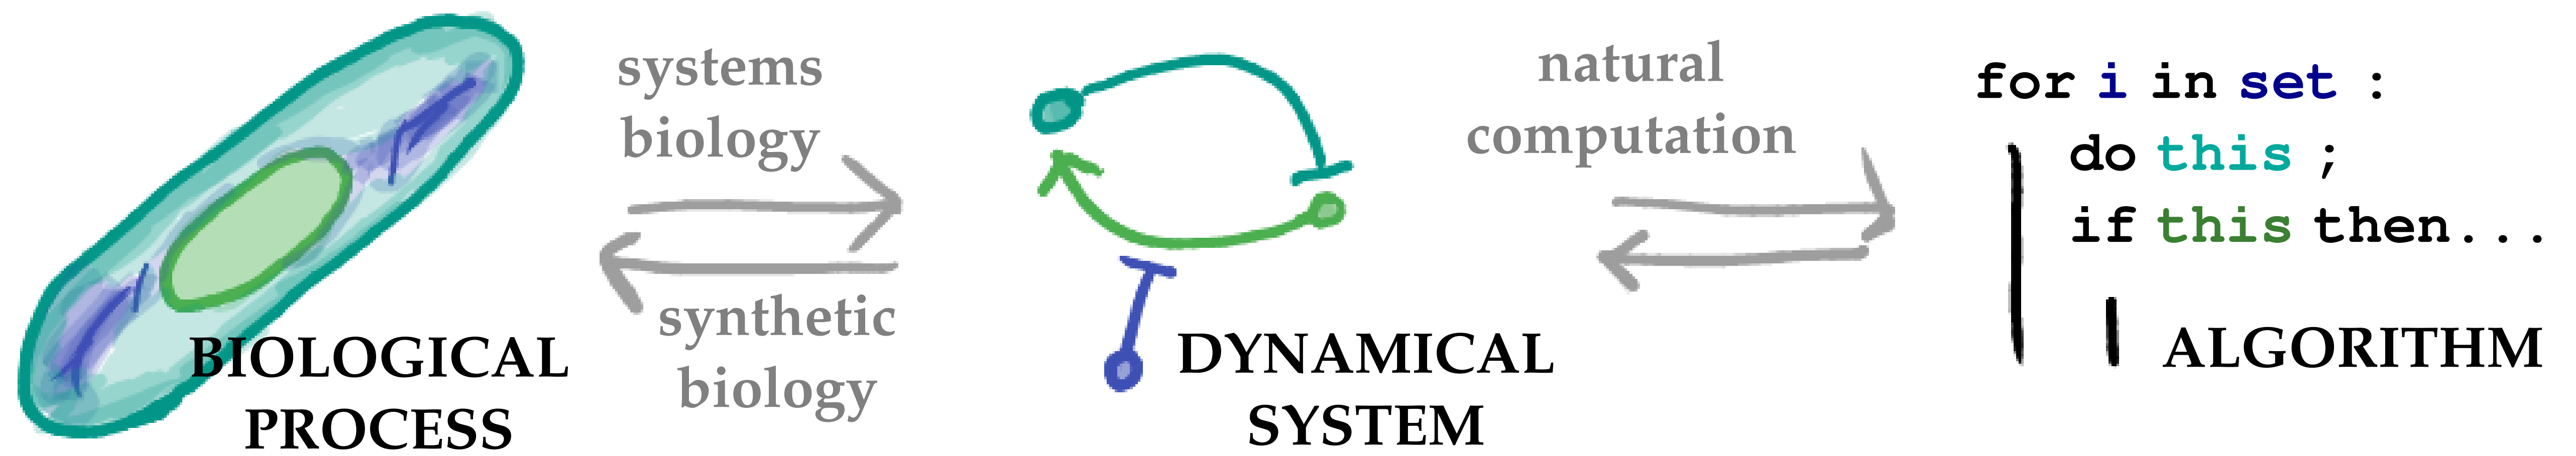 systems
biology
synthetic
biology
BIOLOGICAL
PROCESS
natural
computation
DYNAMICAL
SYSTEM
for i in set :
do this ;
if this then...
ALGORITHM